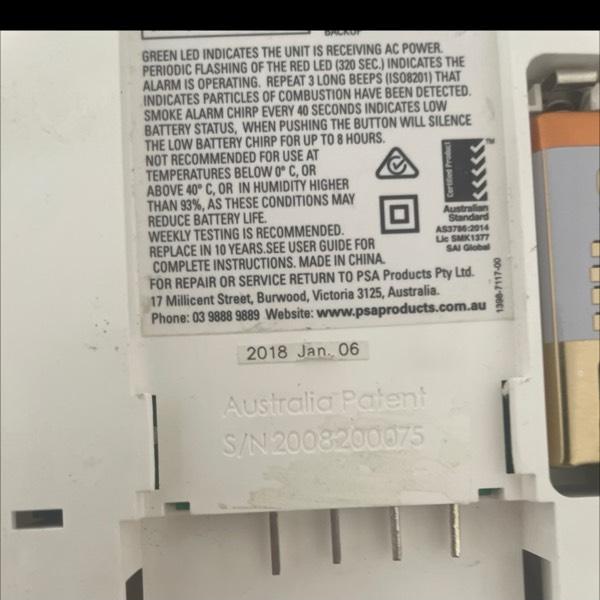 BACKUP
GREEN LED INDICATES THE UNIT IS RECEIVING AC POWER.
PERIODIC FLASHING OF THE RED LED (320 SEC.) INDICATES THE
ALARM IS OPERATING. REPEAT 3 LONG BEEPS (ISO8201) THAT
INDICATES PARTICLES OF COMBUSTION HAVE BEEN DETECTED.
SMOKE ALARM CHIRP EVERY 40 SECONDS INDICATES LOW
BATTERY STATUS, WHEN PUSHING THE BUTTON WILL SILENCE
THE LOW BATTERY CHIRP FOR UP TO 8 HOURS.
NOT RECOMMENDED FOR USE AT
TEMPERATURES BELOW 0° C, OR
ABOVE 40° C, OR IN HUMIDITY HIGHER
THAN 93%, AS THESE CONDITIONS MAY
REDUCE BATTERY LIFE.
WEEKLY TESTING IS RECOMMENDED.
REPLACE IN 10 YEARS.SEE USER GUIDE FOR
COMPLETE INSTRUCTIONS. MADE IN CHINA.
FOR REPAIR OR SERVICE RETURN TO PSA Products Pty Ltd.
17 Millicent Street, Burwood, Victoria 3125, Australia.
Phone: 03 9888 9889 Website: www.psaproducts.com.au
Certified Product
TM
Australian
Standard
AS3786:2014
Lic SMK1377
SAI Global
1398-7117-00
2018 Jan. 06
Australia Patent
S/N 2008200075